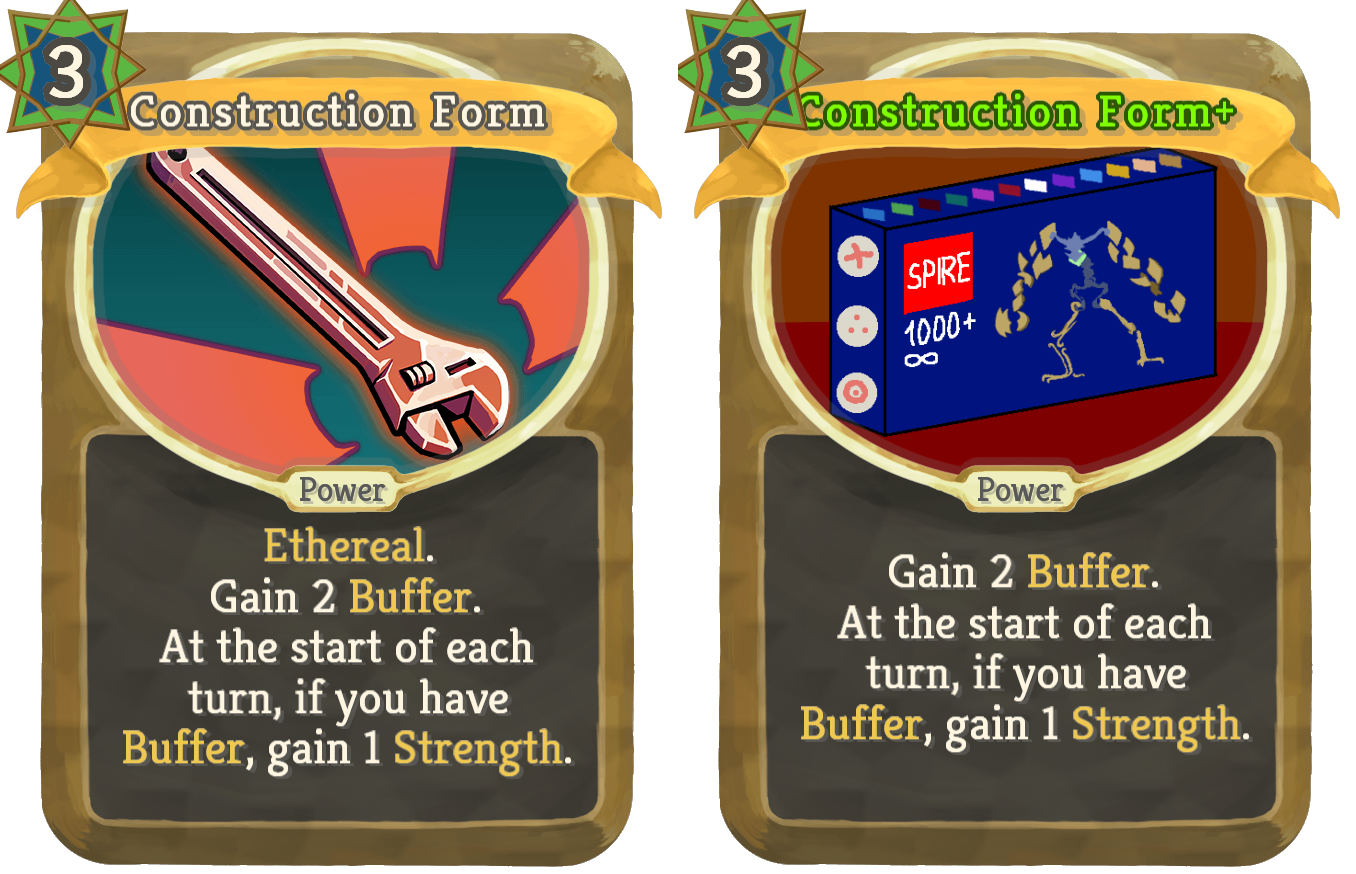 3
Construction Form
Power
Ethereal.
Gain 2 Buffer.
At the start of each
turn, if you have
Buffer, gain 1 Strength.
3
Construction Form+
SPIRE
1000+
∞
Power
Gain 2 Buffer.
At the start of each
turn, if you have
Buffer, gain 1 Strength.